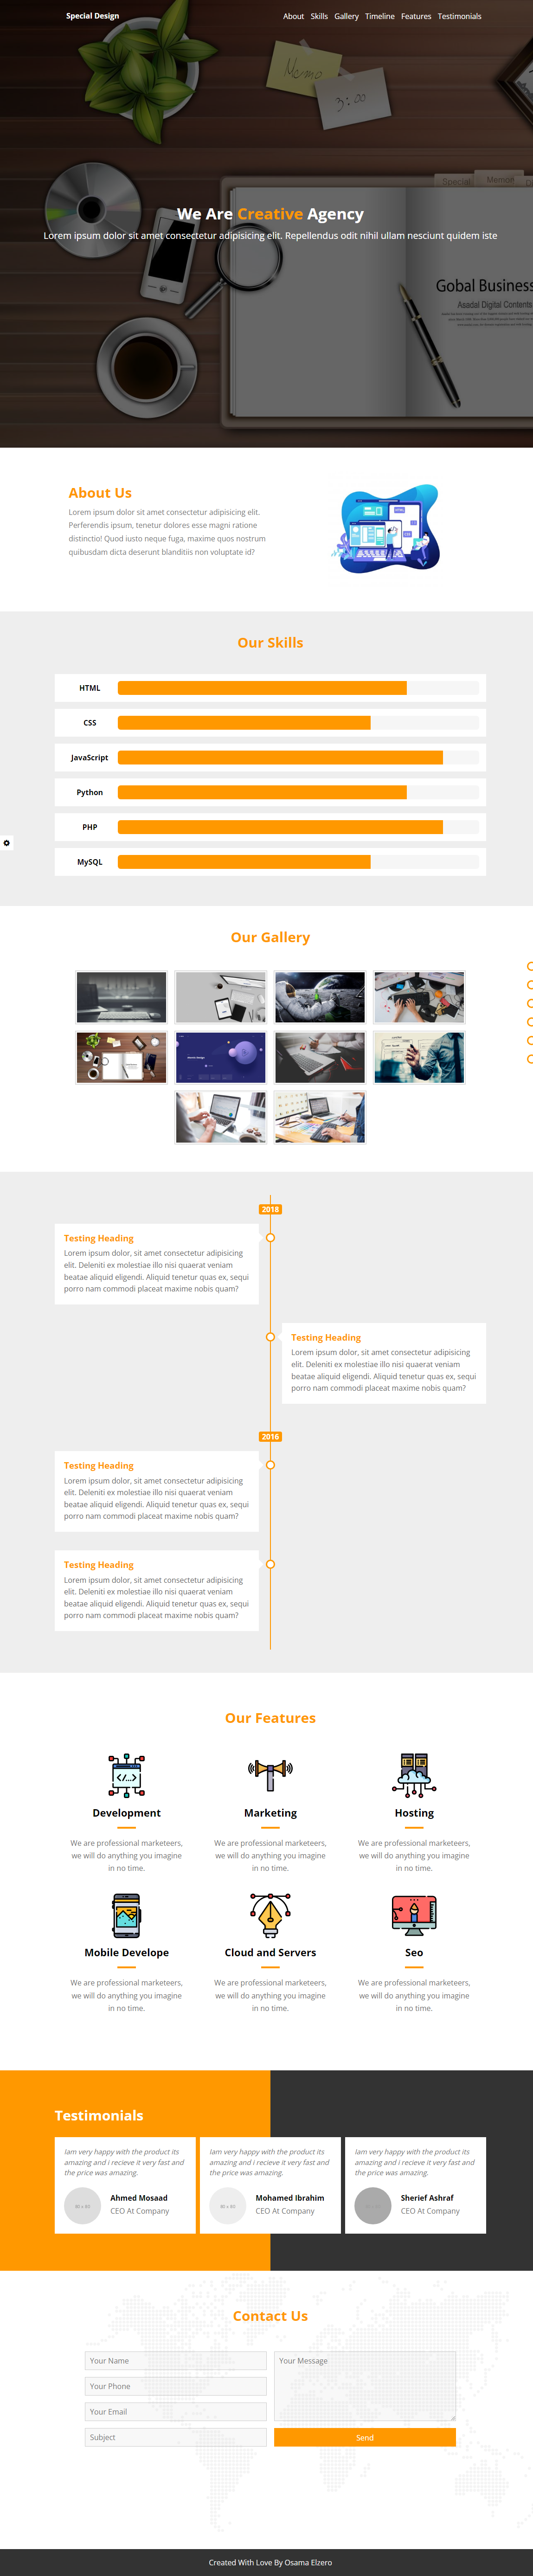 Special Design
About Skills Gallery Timeline Features Testimonials
Memo
3:00
Special
Memoir
We Are Creative Agency
Lorem ipsum dolor sit amet consectetur adipisicing elit. Repellendus odit nihil ullam nesciunt quidem iste
Gobal Business
Asadal Digital Contents
About Us
Lorem ipsum dolor sit amet consectetur adipisicing elit.
Perferendis ipsum, tenetur dolores esse magni ratione
distinctio! Quod iusto neque fuga, maxime quos nostrum
quibusdam dicta deserunt blanditiis non voluptate id?
Our Skills
HTML
CSS
JavaScript
Python
PHP
MySQL
Our Gallery
2018
Testing Heading
Lorem ipsum dolor, sit amet consectetur adipisicing
elit. Deleniti ex molestiae illo nisi quaerat veniam
beatae aliquid eligendi. Aliquid tenetur quas ex, sequi
porro nam commodi placeat maxime nobis quam?
Testing Heading
Lorem ipsum dolor, sit amet consectetur adipisicing
elit. Deleniti ex molestiae illo nisi quaerat veniam
beatae aliquid eligendi. Aliquid tenetur quas ex, sequi
porro nam commodi placeat maxime nobis quam?
2016
Testing Heading
Lorem ipsum dolor, sit amet consectetur adipisicing
elit. Deleniti ex molestiae illo nisi quaerat veniam
beatae aliquid eligendi. Aliquid tenetur quas ex, sequi
porro nam commodi placeat maxime nobis quam?
Testing Heading
Lorem ipsum dolor, sit amet consectetur adipisicing
elit. Deleniti ex molestiae illo nisi quaerat veniam
beatae aliquid eligendi. Aliquid tenetur quas ex, sequi
porro nam commodi placeat maxime nobis quam?
Our Features
Development
We are professional marketeers,
we will do anything you imagine
in no time.
Marketing
We are professional marketeers,
we will do anything you imagine
in no time.
Hosting
We are professional marketeers,
we will do anything you imagine
in no time.
Mobile Develope
We are professional marketeers,
we will do anything you imagine
in no time.
Cloud and Servers
We are professional marketeers,
we will do anything you imagine
in no time.
Seo
We are professional marketeers,
we will do anything you imagine
in no time.
Testimonials
Iam very happy with the product its
amazing and i recieve it very fast and
the price was amazing.
Ahmed Mosaad
CEO At Company
Iam very happy with the product its
amazing and i recieve it very fast and
the price was amazing.
Mohamed Ibrahim
CEO At Company
Iam very happy with the product its
amazing and i recieve it very fast and
the price was amazing.
Sherief Ashraf
CEO At Company
Contact Us
Your Name
Your Phone
Your Email
Subject
Your Message
Send
Created With Love By Osama Elzero